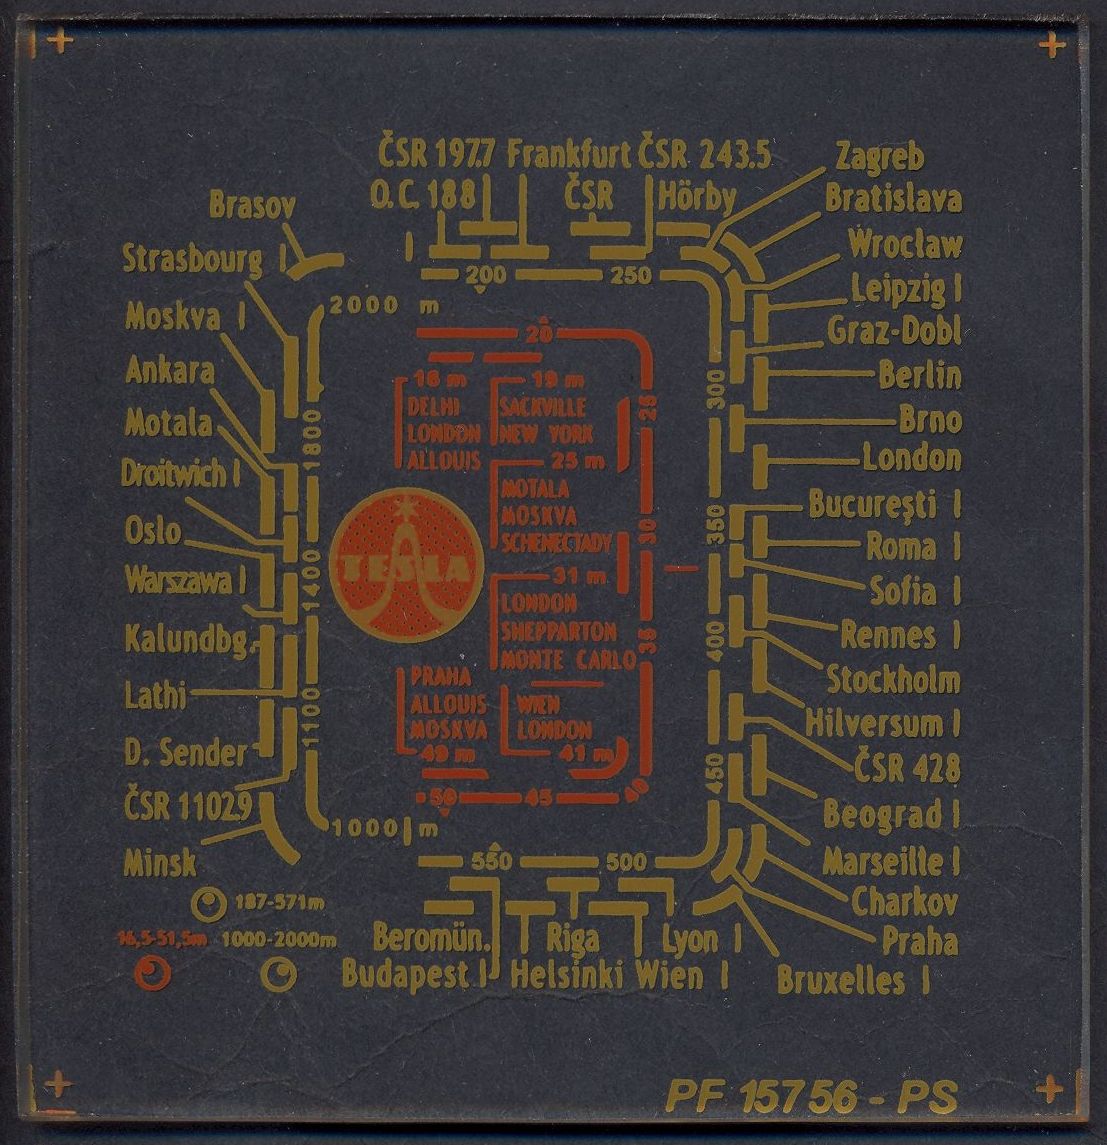 ČSR 197.7 Frankfurt ČSR 243.5
O.C. 188 ČSR Hörby
Zagreb
Bratislava
Wrocław
Leipzig I
Graz-Dobl
Berlin
Brno
London
Bucureşti I
Roma I
Sofia I
Rennes I
Stockholm
Hilversum I
ČSR 428
Beograd I
Marseille I
Charkov
Praha
Bruxelles I
Brasov
Strasbourg I
Moskva I
Ankara
Motala
Droitwich I
Oslo
Warszawa I
Kalundbg.
Lathi
D. Sender
ČSR 1102.9
Minsk
200 250
300
350
400
450
500
550
2000 m
1800
1400
1100
1000 m
20
25
30
35
40
45
50
16 m
DELHI
LONDON
ALLOUIS
19 m
SACKVILLE
NEW YORK
25 m
MOTALA
MOSKVA
SCHENECTADY
TESLA
31 m
LONDON
SHEPPARTON
MONTE CARLO
PRAHA
ALLOUIS
MOSKVA
49 m
WIEN
LONDON
41 m
187-571m
16,5-51,5m 1000-2000m
Beromün. Riga Lyon I
Budapest I Helsinki Wien I
PF 15756-PS